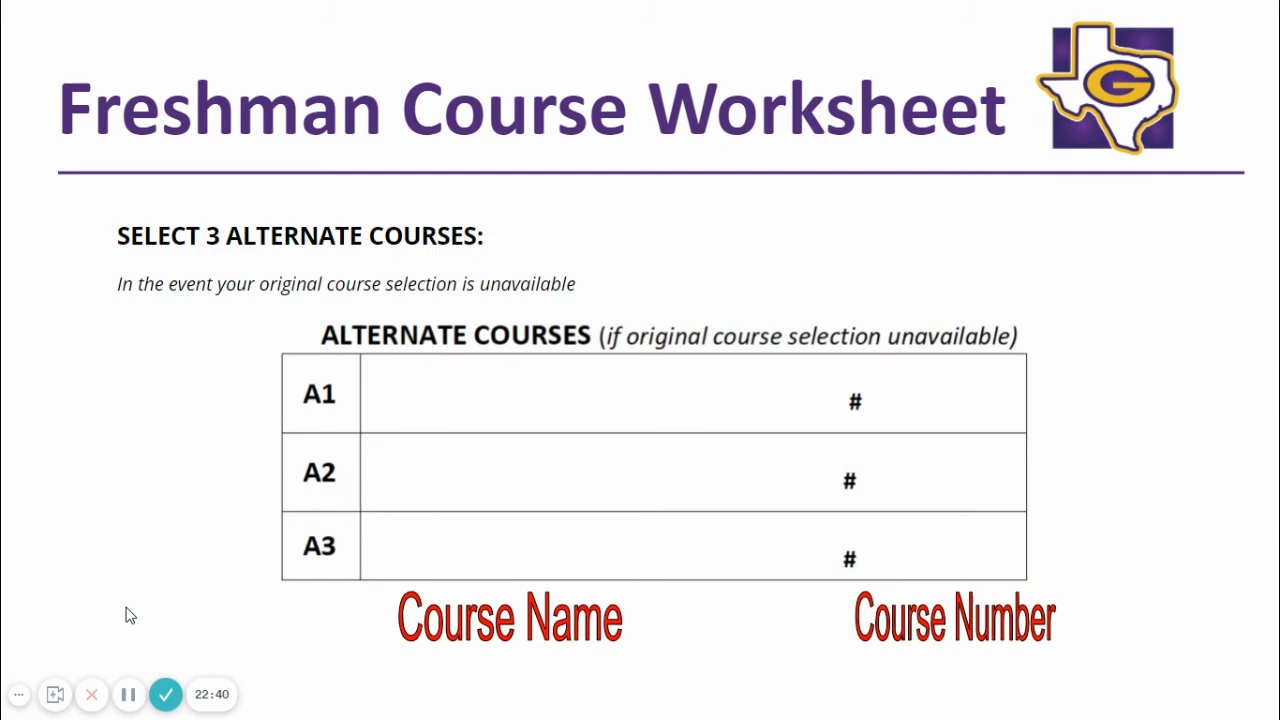 Freshman Course Worksheet
G
SELECT 3 ALTERNATE COURSES:
In the event your original course selection is unavailable
ALTERNATE COURSES (if original course selection unavailable)
A1 #
A2 #
A3 #
Course Name Course Number
22:40